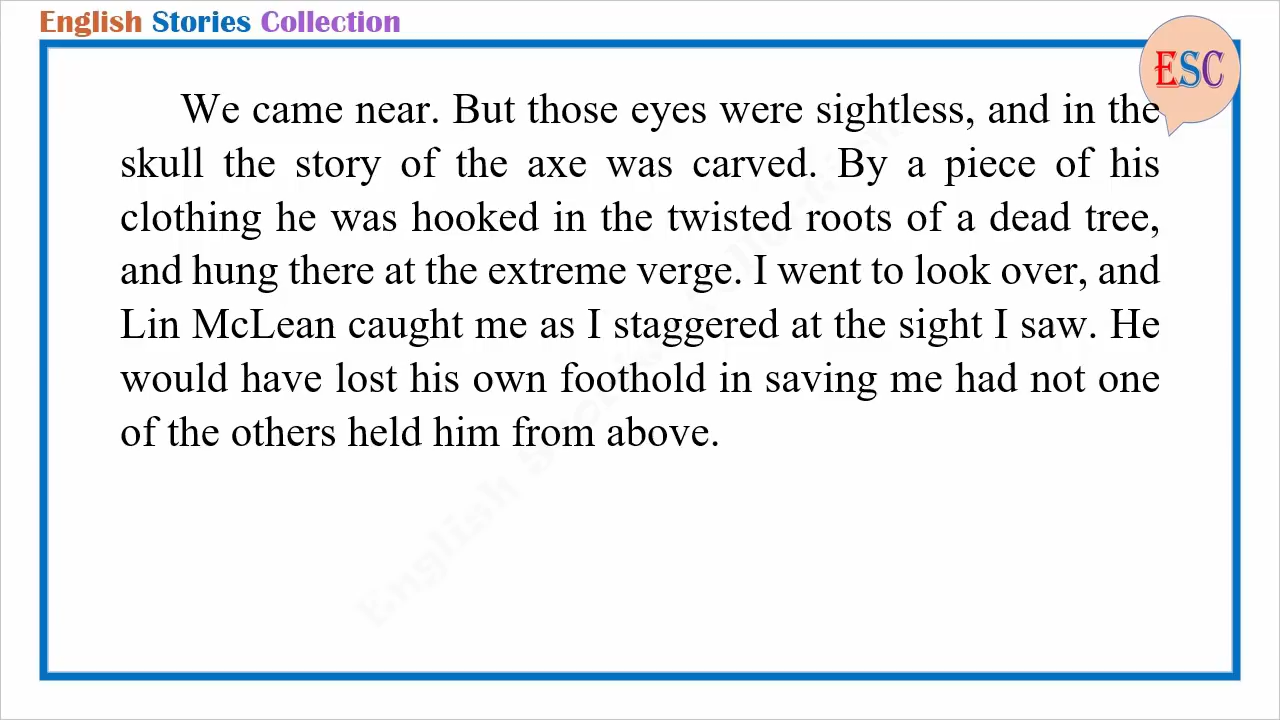 English Stories Collection
ESC
We came near. But those eyes were sightless, and in the
skull the story of the axe was carved. By a piece of his
clothing he was hooked in the twisted roots of a dead tree,
and hung there at the extreme verge. I went to look over, and
Lin McLean caught me as I staggered at the sight I saw. He
would have lost his own foothold in saving me had not one
of the others held him from above.